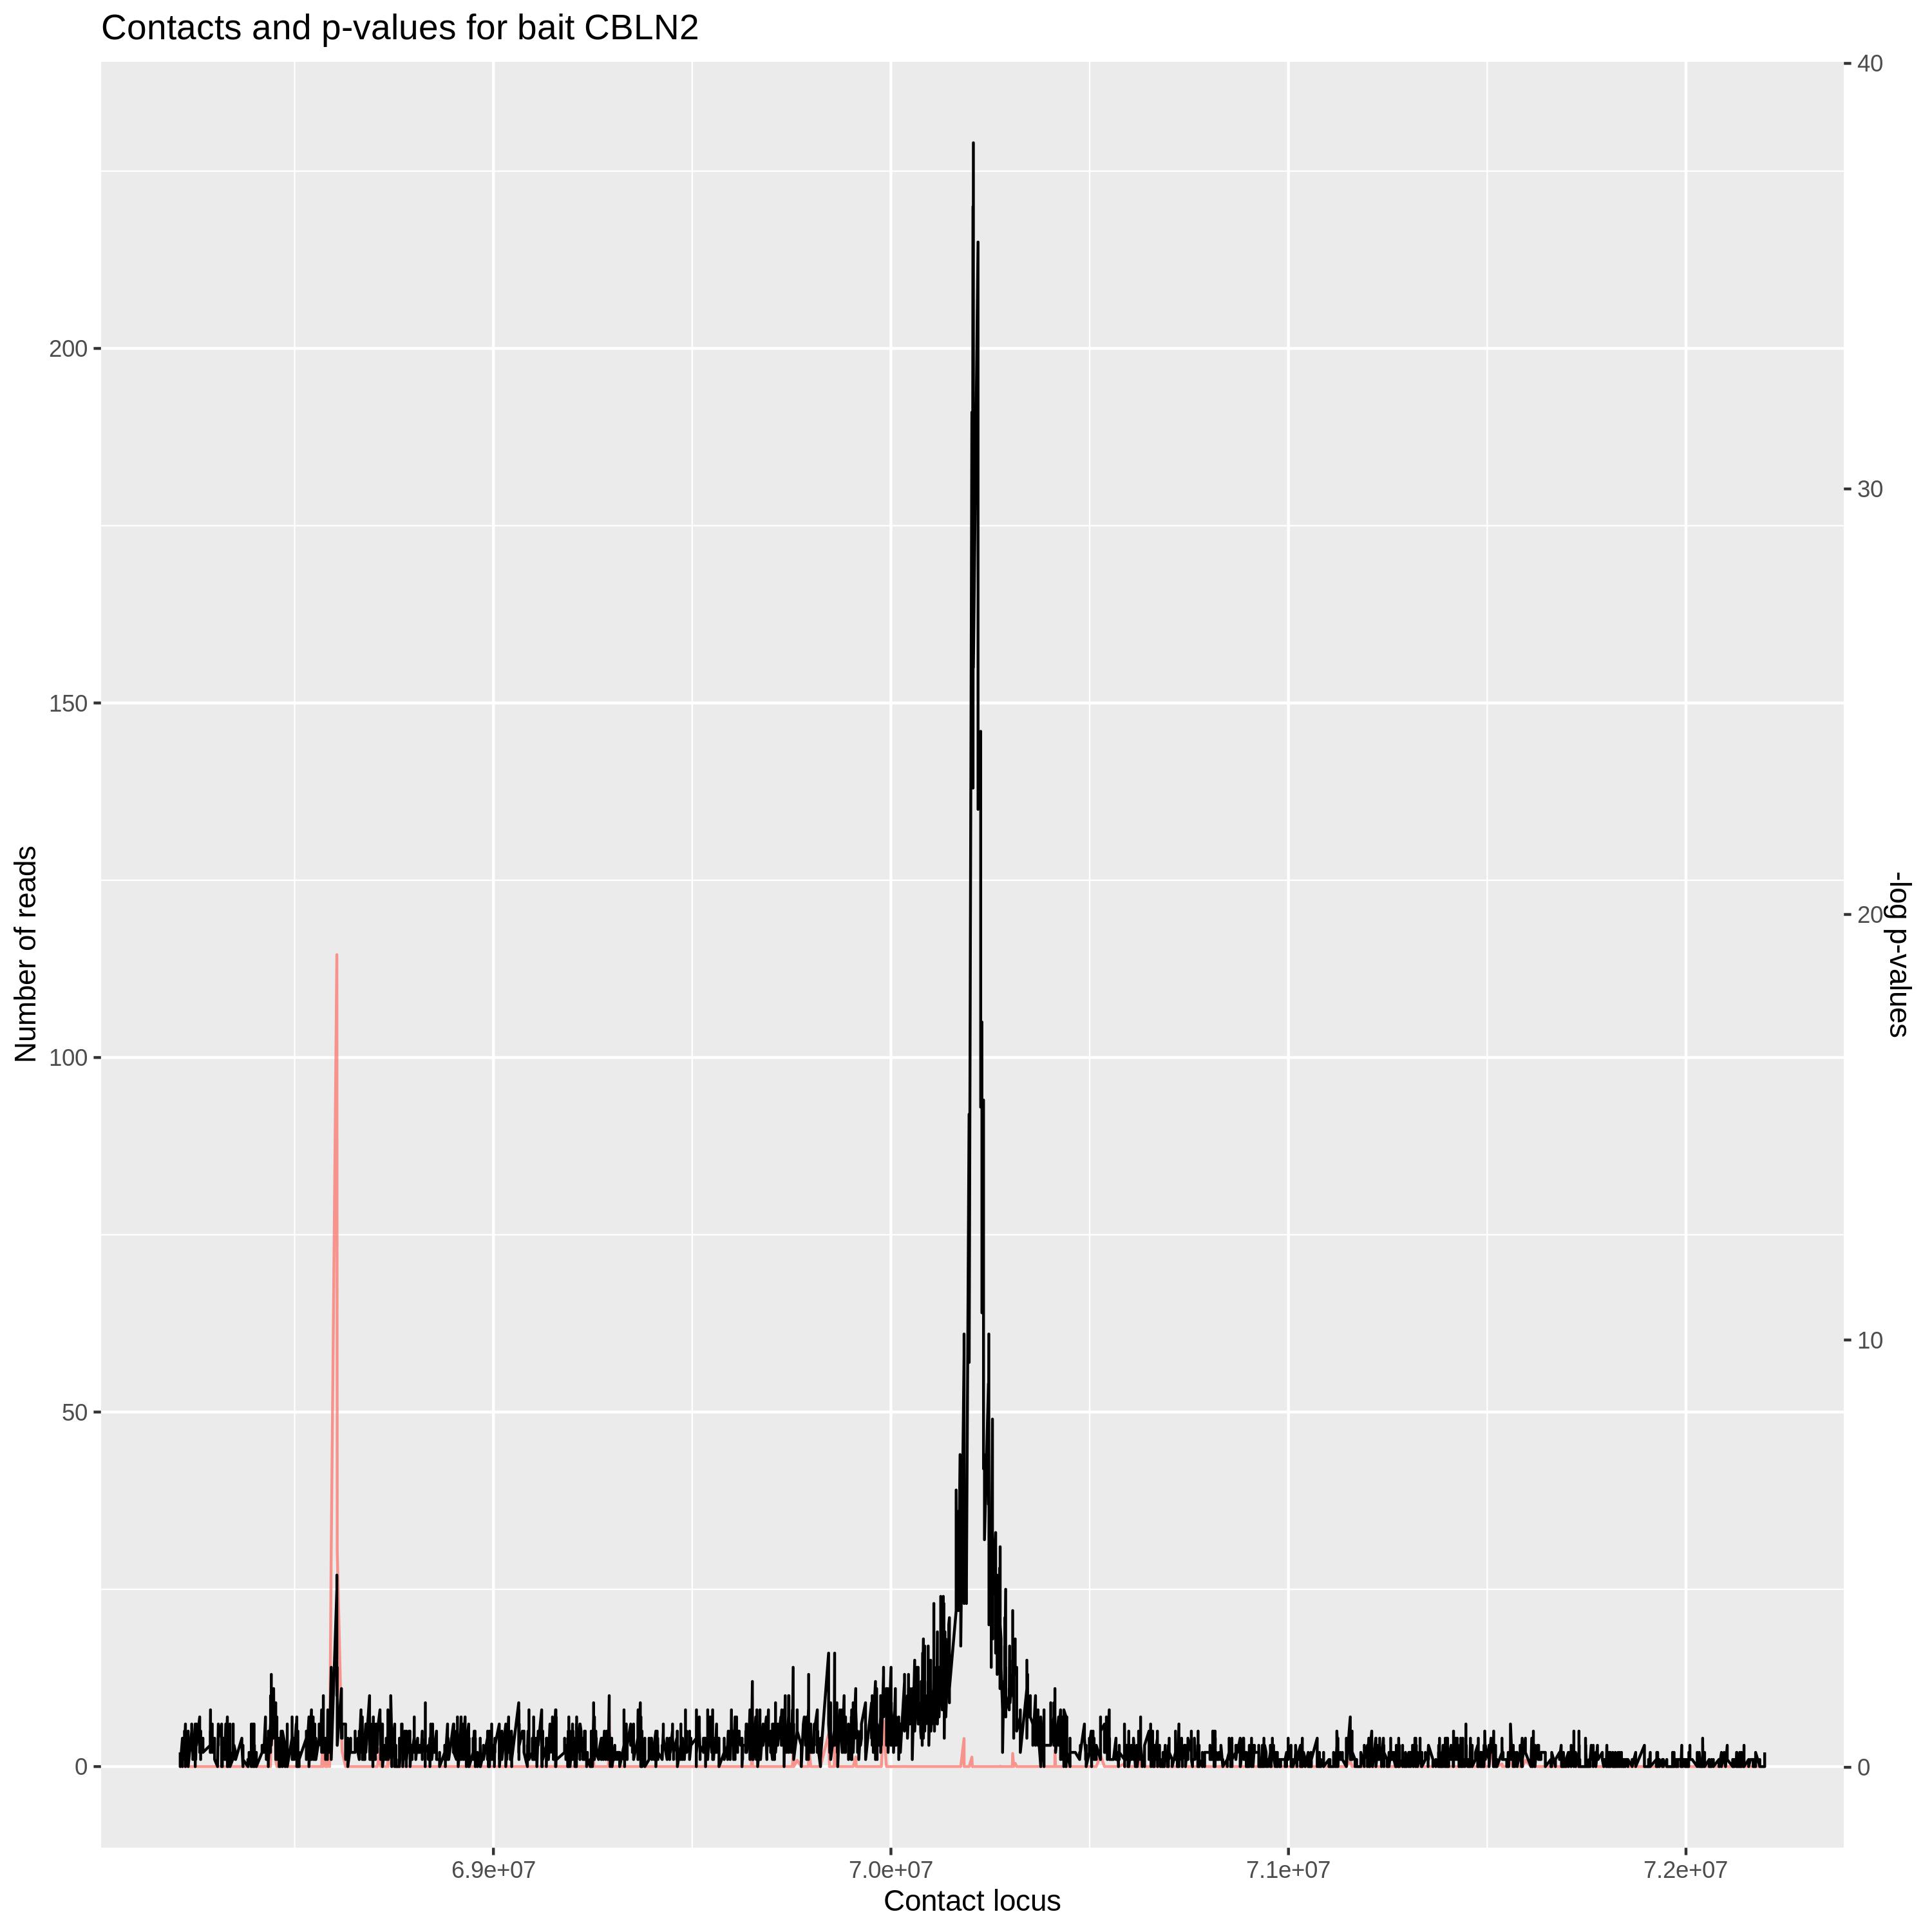 Contacts and p-values for bait CBLN2
40
30
20
10
0
-log p-values
200
150
100
50
0
Number of reads
6.9e+07 7.0e+07 7.1e+07 7.2e+07
Contact locus